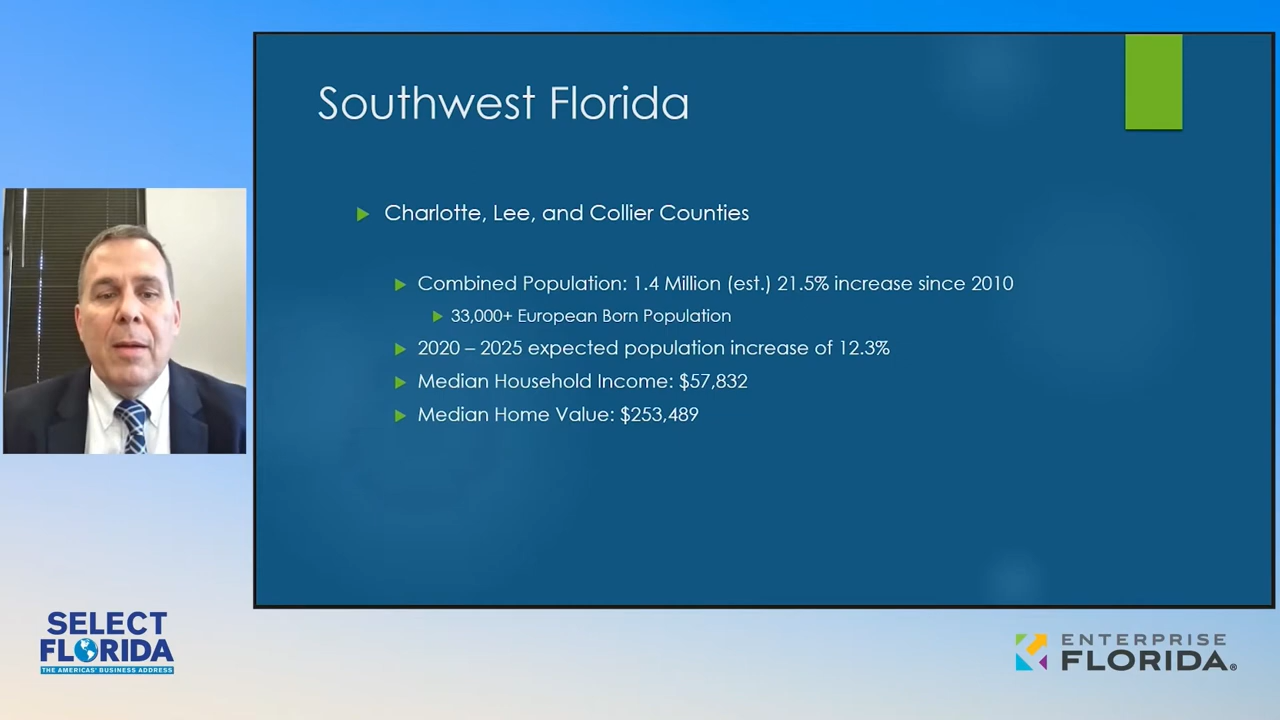 Southwest Florida
Charlotte, Lee, and Collier Counties
Combined Population: 1.4 Million (est.) 21.5% increase since 2010
33,000+ European Born Population
2020 – 2025 expected population increase of 12.3%
Median Household Income: $57,832
Median Home Value: $253,489
SELECT
FLORIDA
THE AMERICAS' BUSINESS ADDRESS
ENTERPRISE
FLORIDA®